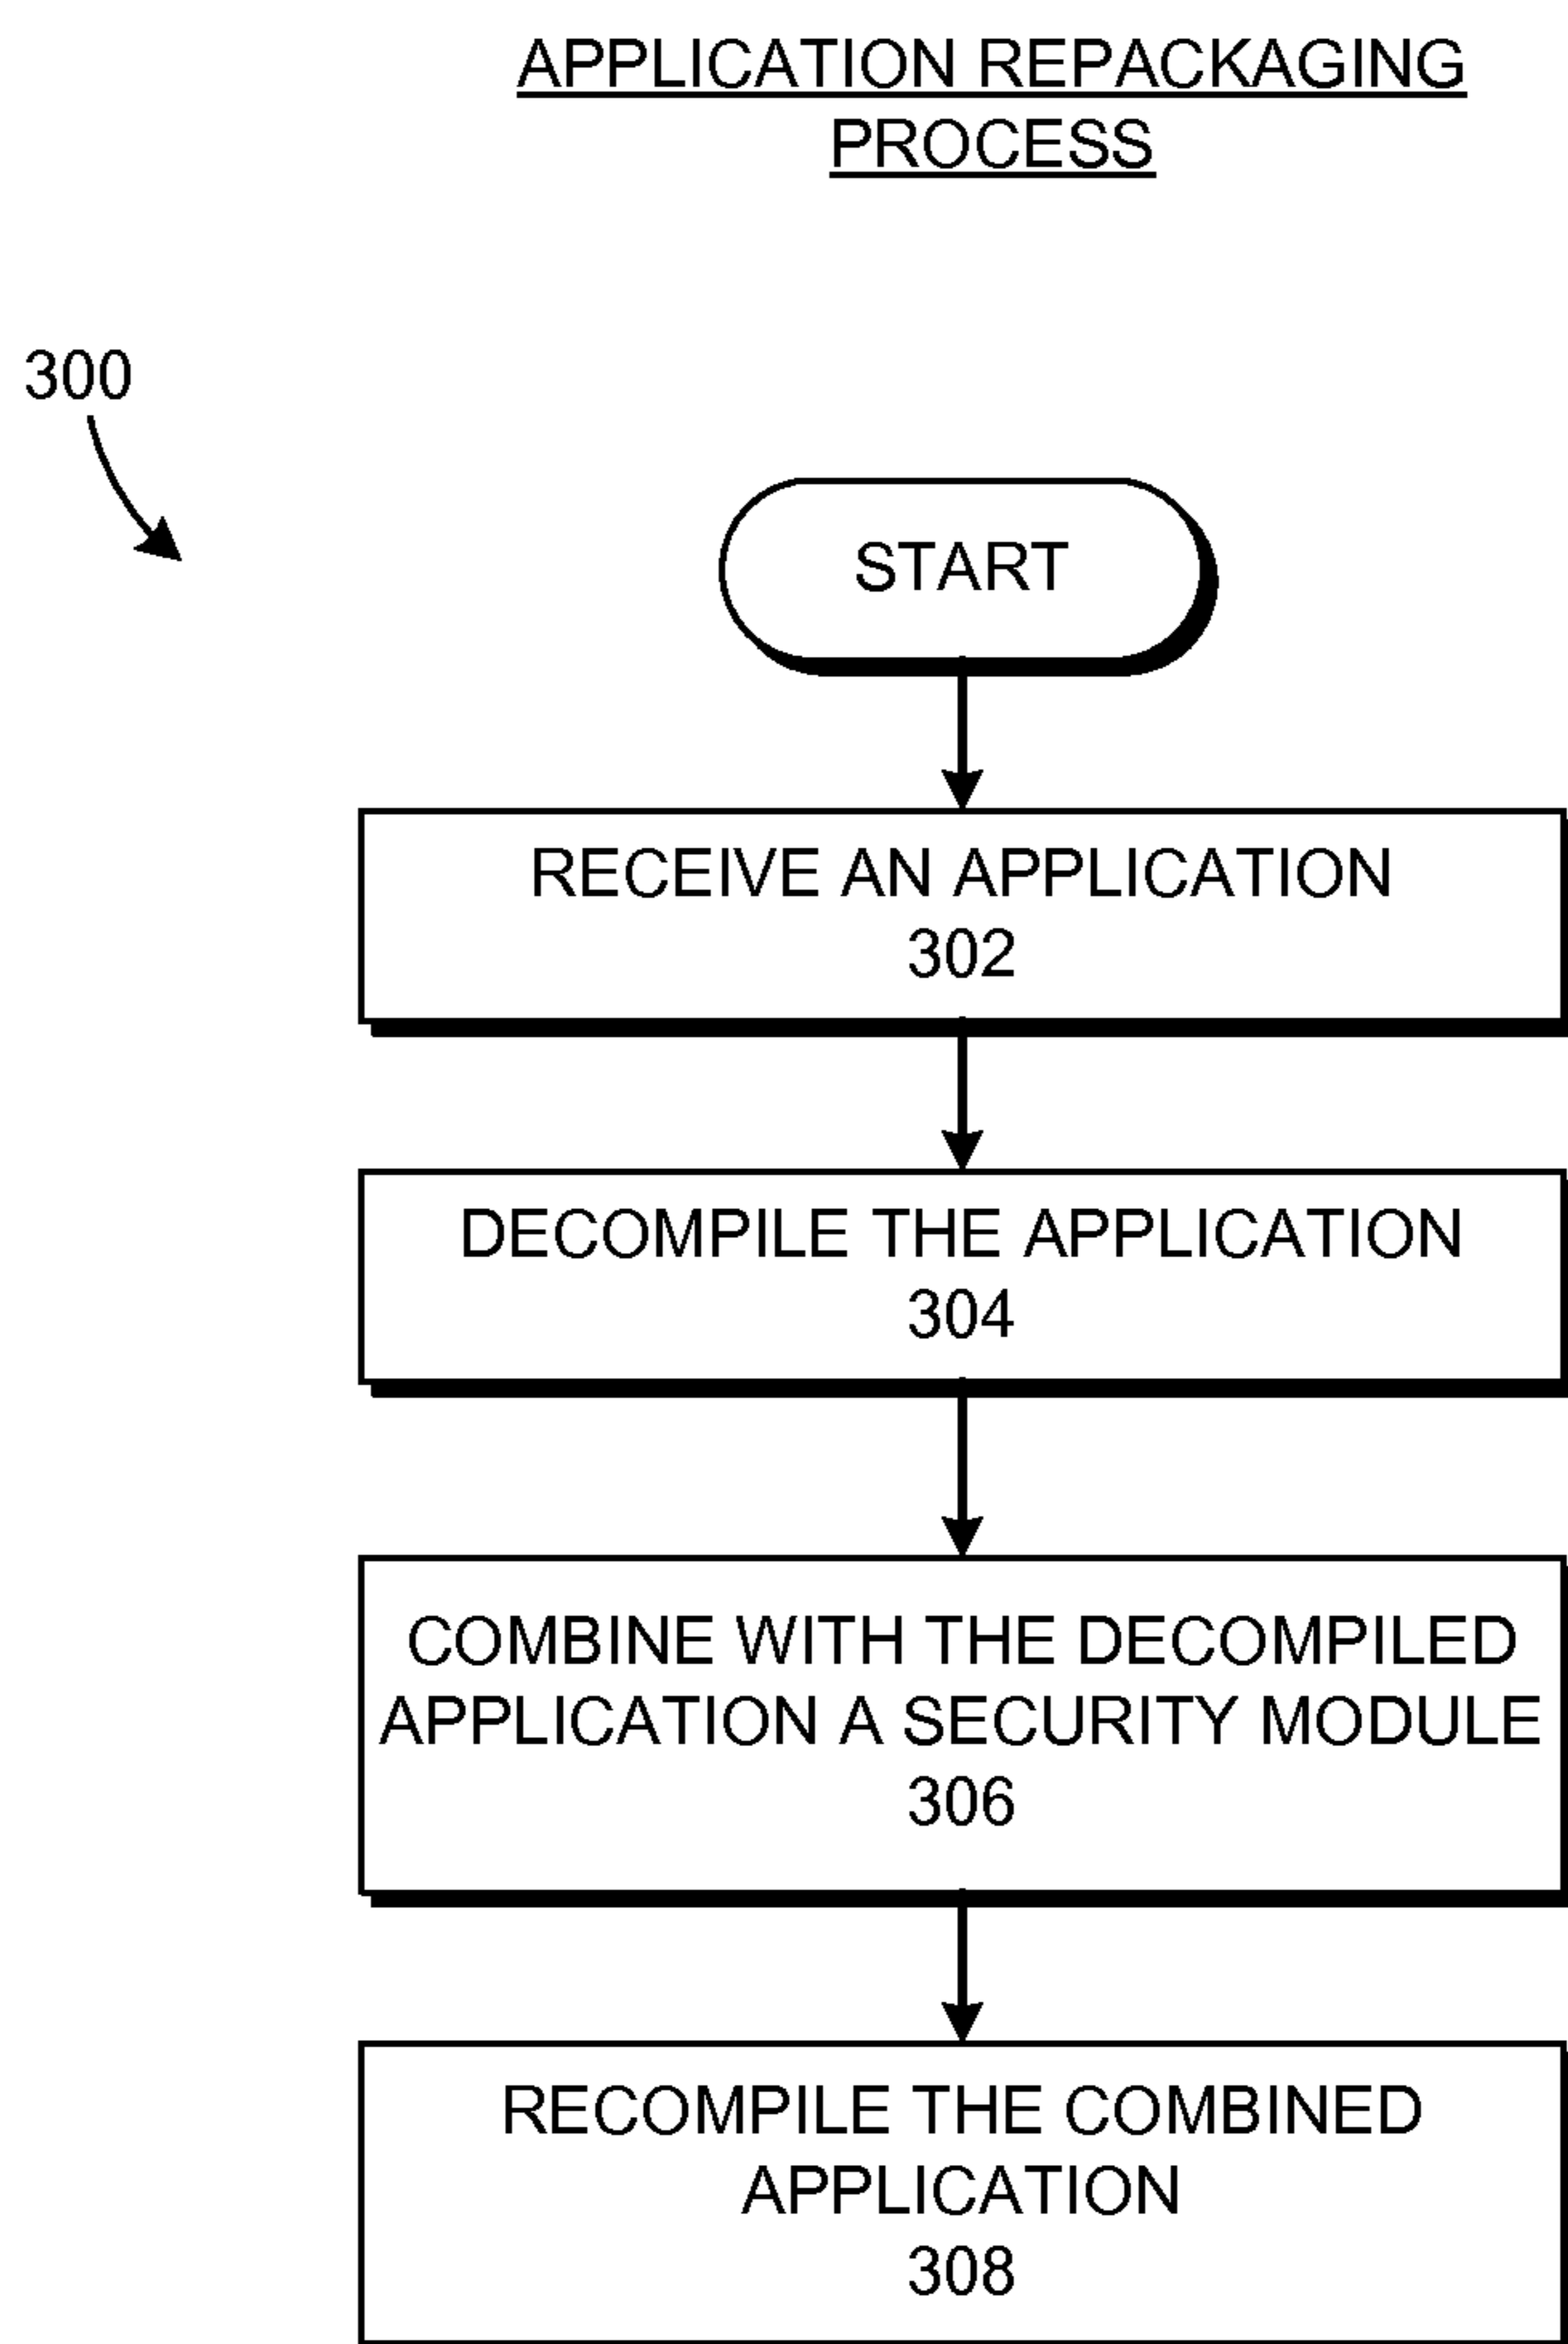 APPLICATION REPACKAGING
PROCESS
300
START
RECEIVE AN APPLICATION
302
DECOMPILE THE APPLICATION
304
COMBINE WITH THE DECOMPILED
APPLICATION A SECURITY MODULE
306
RECOMPILE THE COMBINED
APPLICATION
308